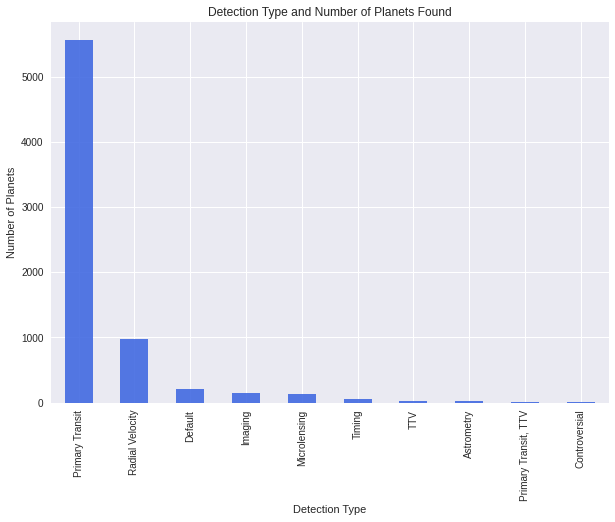 Detection Type and Number of Planets Found
Number of Planets
5000
4000
3000
2000
1000
0
Primary Transit
Radial Velocity
Default
Imaging
Microlensing
Timing
TTV
Astrometry
Primary Transit, TTV
Controversial
Detection Type